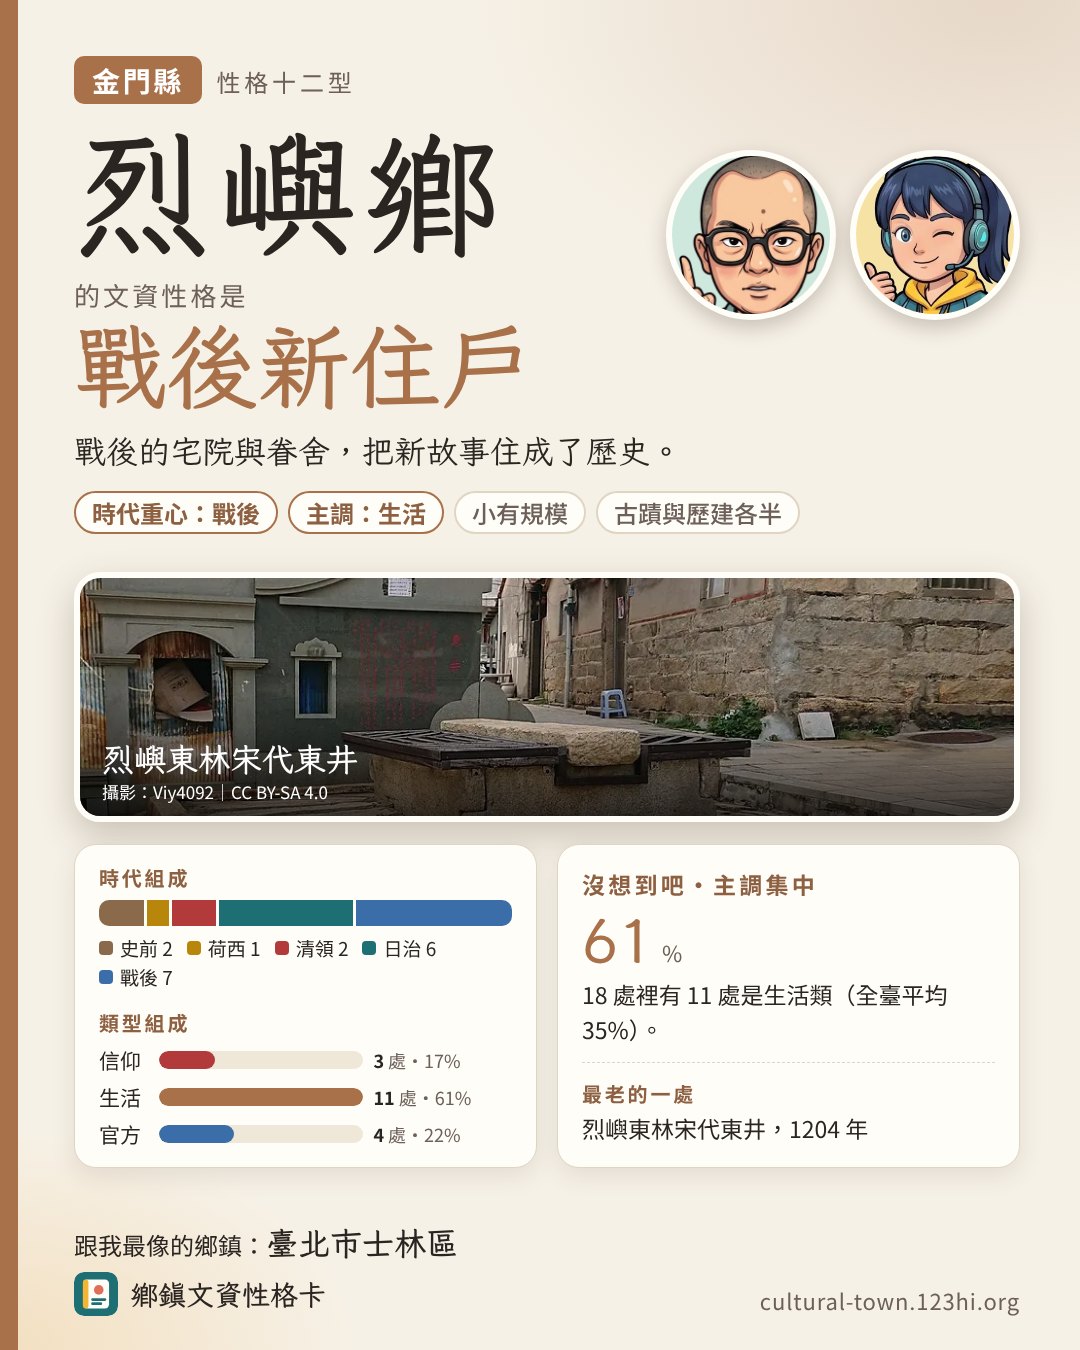 金門縣 性格十二型
烈嶼鄉
的文資性格是
戰後新住戶
戰後的宅院與眷舍，把新故事住成了歷史。
時代重心：戰後 主調：生活 小有規模 古蹟與歷建各半
烈嶼東林宋代東井
攝影：Viy4092｜CC BY-SA 4.0
時代組成
史前 2 荷西 1 清領 2 日治 6
戰後 7
類型組成
信仰 3 處・17%
生活 11 處・61%
官方 4 處・22%
沒想到吧・主調集中
61 %
18 處裡有 11 處是生活類（全臺平均
35%）。
最老的一處
烈嶼東林宋代東井，1204 年
跟我最像的鄉鎮：臺北市士林區
鄉鎮文資性格卡
cultural-town.123hi.org